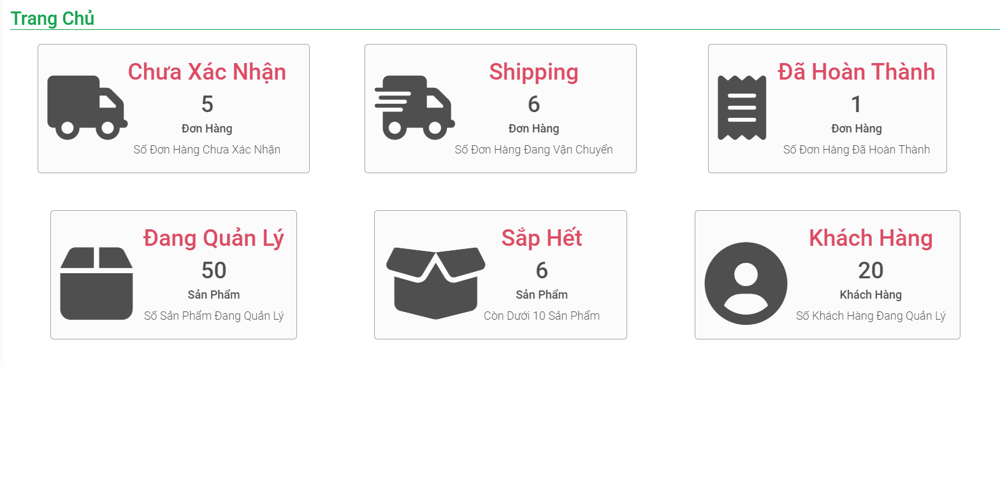 Trang Chủ
Chưa Xác Nhận
5
Đơn Hàng
Số Đơn Hàng Chưa Xác Nhận
Shipping
6
Đơn Hàng
Số Đơn Hàng Đang Vận Chuyển
Đã Hoàn Thành
1
Đơn Hàng
Số Đơn Hàng Đã Hoàn Thành
Đang Quản Lý
50
Sản Phẩm
Số Sản Phẩm Đang Quản Lý
Sắp Hết
6
Sản Phẩm
Còn Dưới 10 Sản Phẩm
Khách Hàng
20
Khách Hàng
Số Khách Hàng Đang Quản Lý